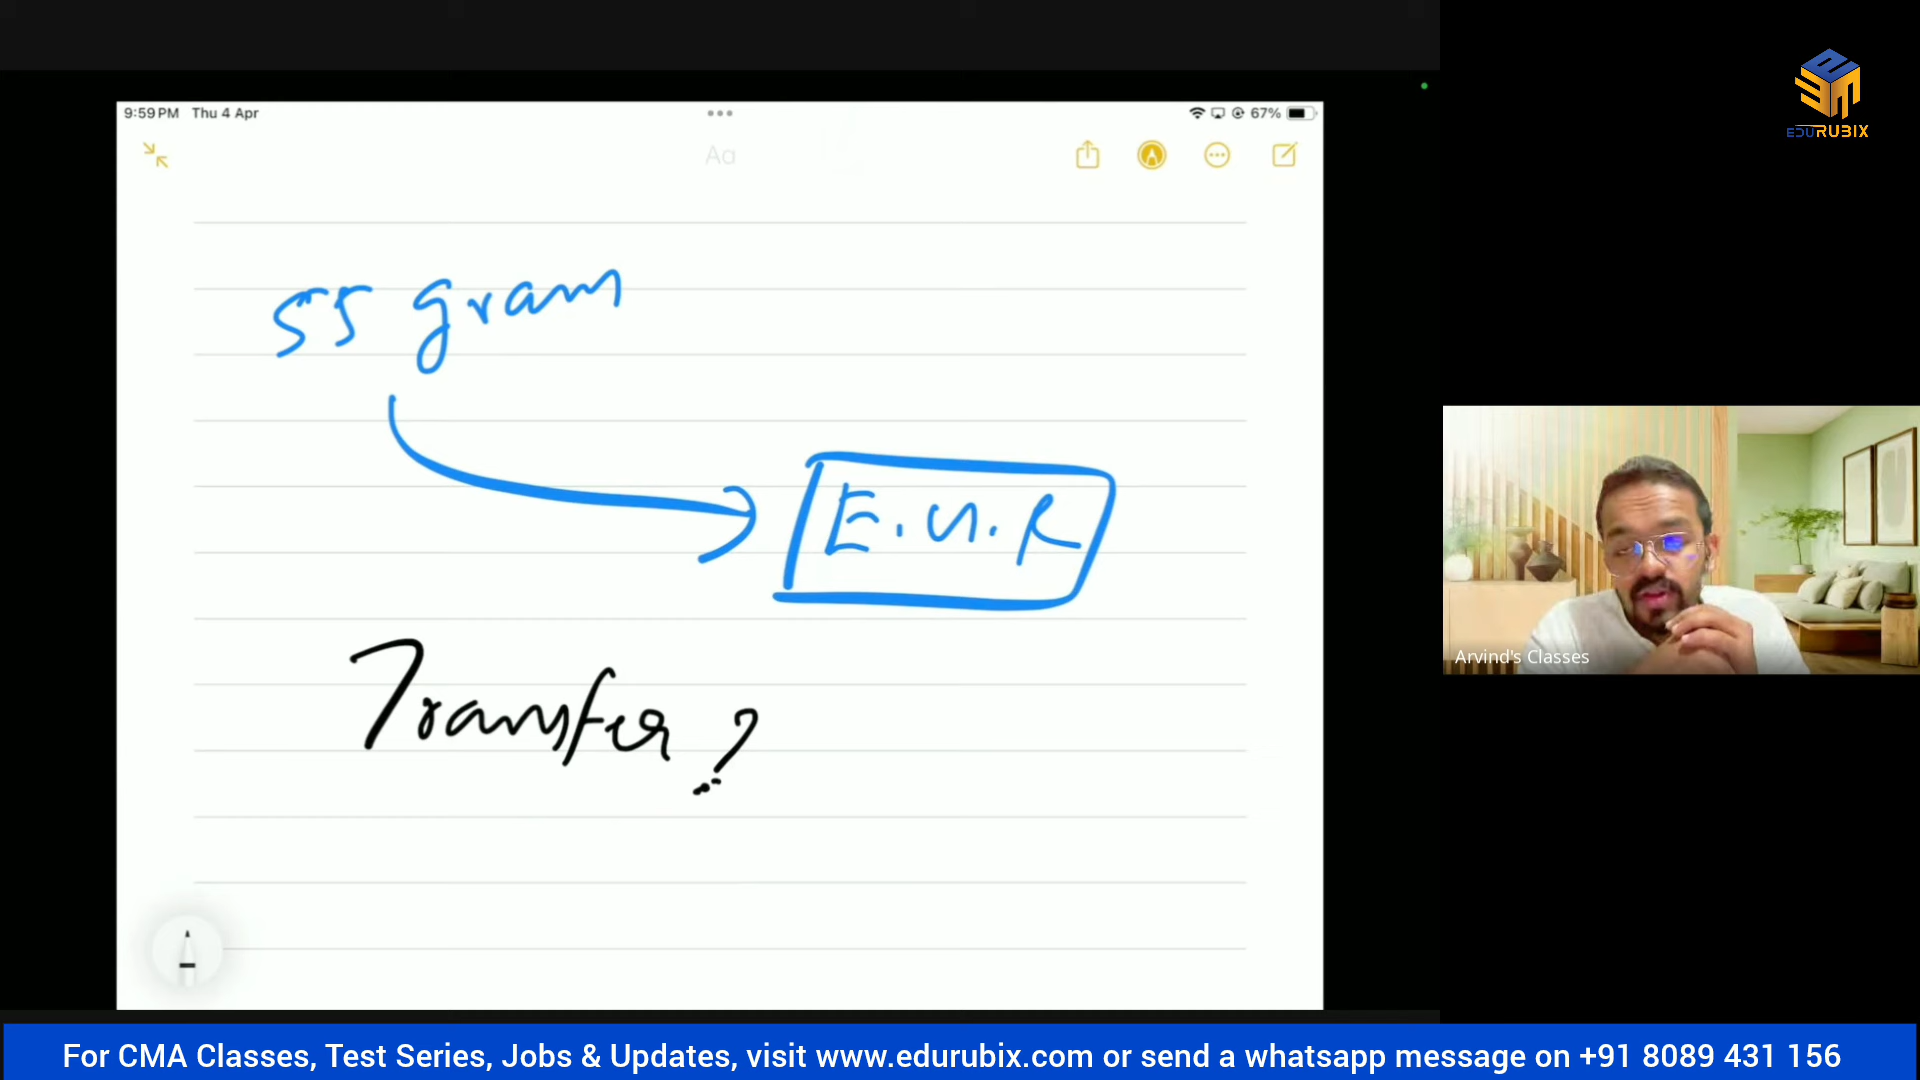 9:59 PM Thu 4 Apr
67%
Aa
EDURUBIX
55 gram
E.U.R
Transfer ?
Arvind's Classes
For CMA Classes, Test Series, Jobs & Updates, visit www.edurubix.com or send a whatsapp message on +91 8089 431 156